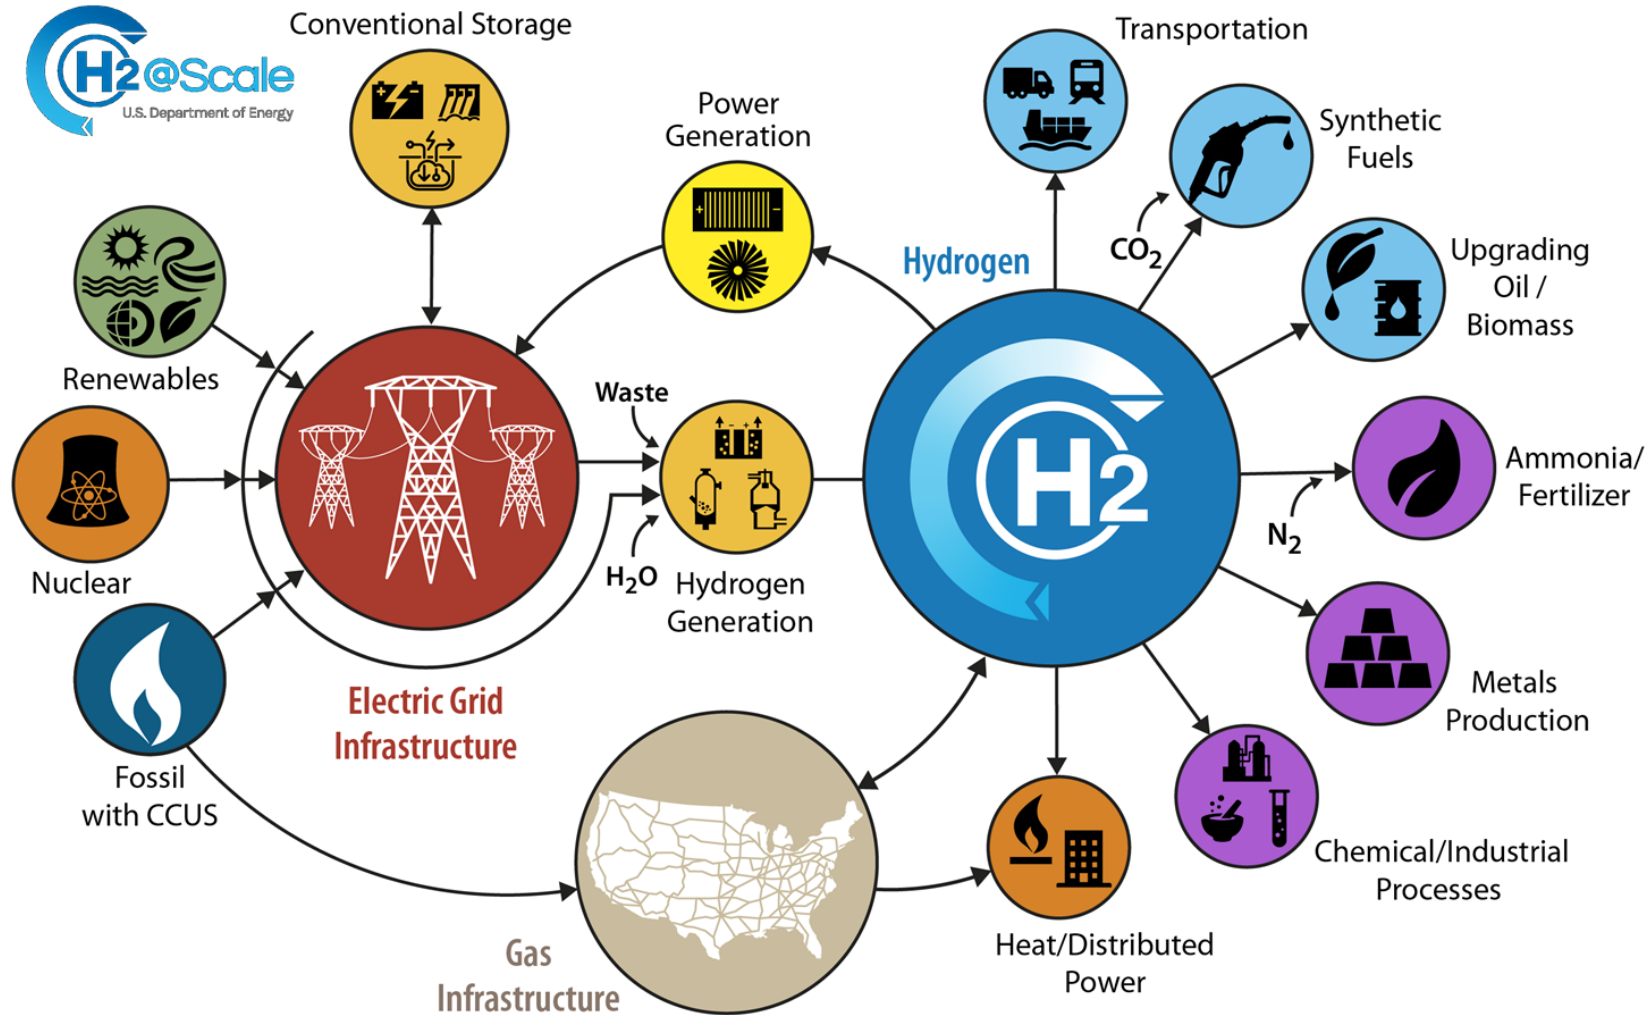 H2@Scale
U.S. Department of Energy
Conventional Storage
Power
Generation
Transportation
Synthetic
Fuels
CO2
Hydrogen
Upgrading
Oil /
Biomass
Renewables
Waste
Nuclear
H2
Ammonia/
Fertilizer
N2
H2O
Hydrogen
Generation
Electric Grid
Infrastructure
Metals
Production
Fossil
with CCUS
Chemical/Industrial
Processes
Gas
Infrastructure
Heat/Distributed
Power